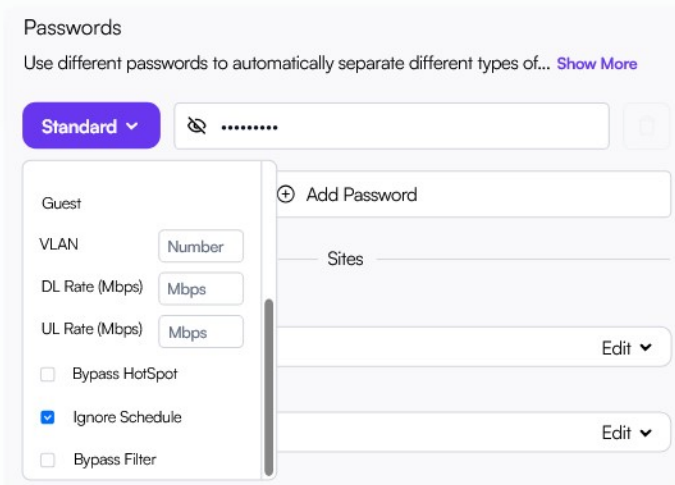 Passwords
Use different passwords to automatically separate different types of... Show More
Standard
•••••••••
Add Password
Guest
VLAN Number
Sites
DL Rate (Mbps) Mbps
UL Rate (Mbps) Mbps
Edit
Bypass HotSpot
Ignore Schedule
Edit
Bypass Filter